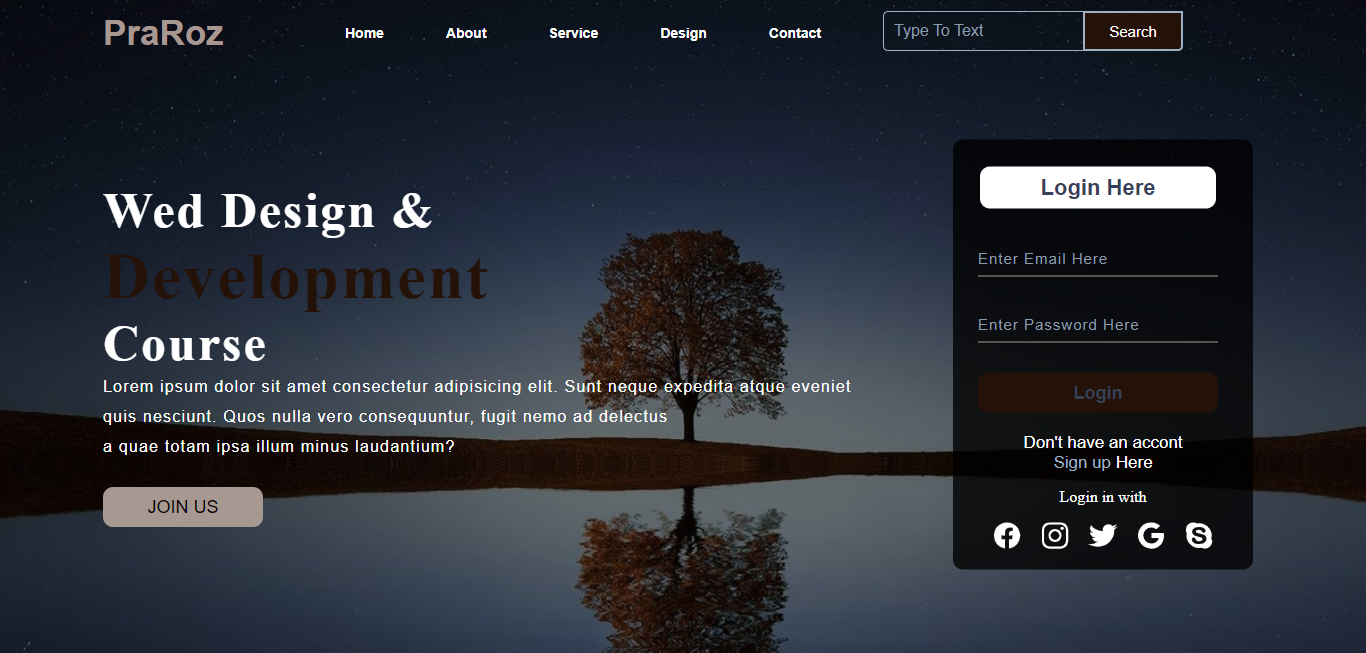 PraRoz
Home About Service Design Contact
Type To Text Search
Wed Design &
Development
Course
Lorem ipsum dolor sit amet consectetur adipisicing elit. Sunt neque expedita atque eveniet
quis nesciunt. Quos nulla vero consequuntur, fugit nemo ad delectus
a quae totam ipsa illum minus laudantium?
JOIN US
Login Here
Enter Email Here
Enter Password Here
Login
Don't have an accont
Sign up Here
Login in with